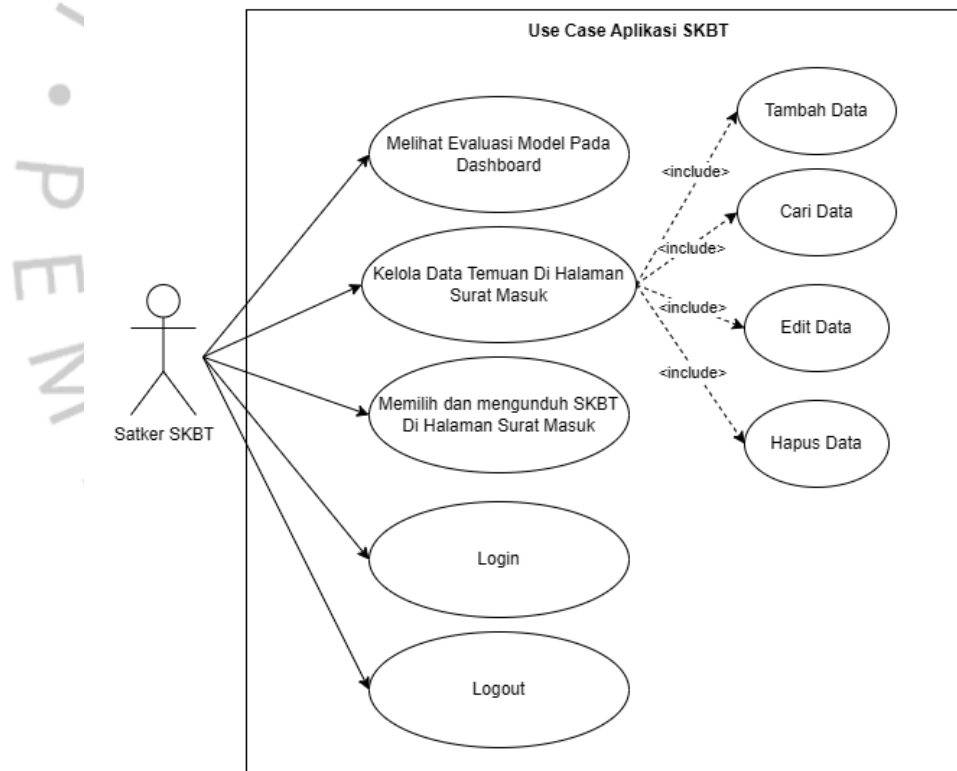 Use Case Aplikasi SKBT
Melihat Evaluasi Model Pada
Dashboard
Kelola Data Temuan Di Halaman
Surat Masuk
Memilih dan mengunduh SKBT
Di Halaman Surat Masuk
Login
Logout
Satker SKBT
Tambah Data
Cari Data
Edit Data
Hapus Data
<include>
<include>
<include>
<include>
P E M